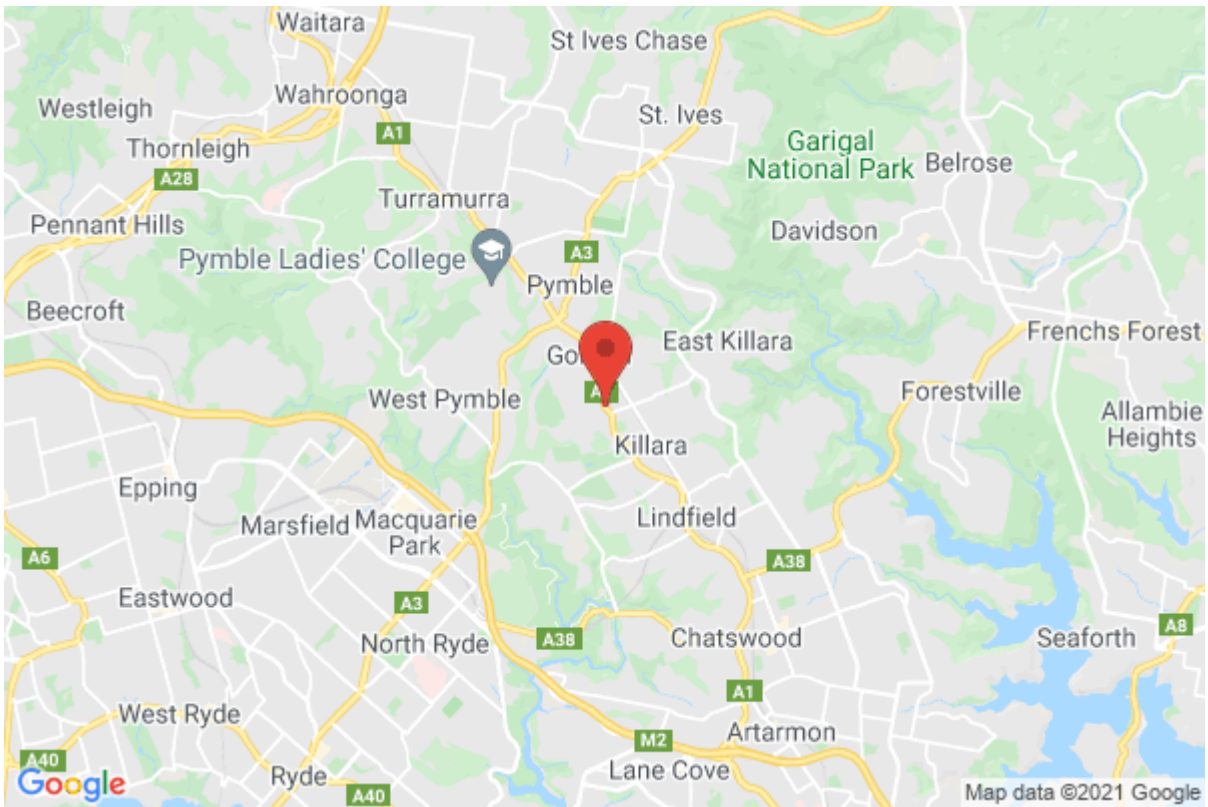 Waitara
St Ives Chase
Westleigh
Wahroonga
St. Ives
A1
Thornleigh
Garigal
National Park
Belrose
A28
Turramurra
Pennant Hills
Davidson
Pymble Ladies' College
A3
Pymble
Beecroft
Frenchs Forest
East Killara
West Pymble
Forestville
Allambie
Heights
Killara
Epping
Marsfield
Macquarie
Park
Lindfield
A6
A38
Eastwood
A3
North Ryde
A38
Chatswood
Seaforth
A8
A1
West Ryde
Artarmon
M2
A40
Ryde
Lane Cove
A40
Google
Map data ©2021 Google